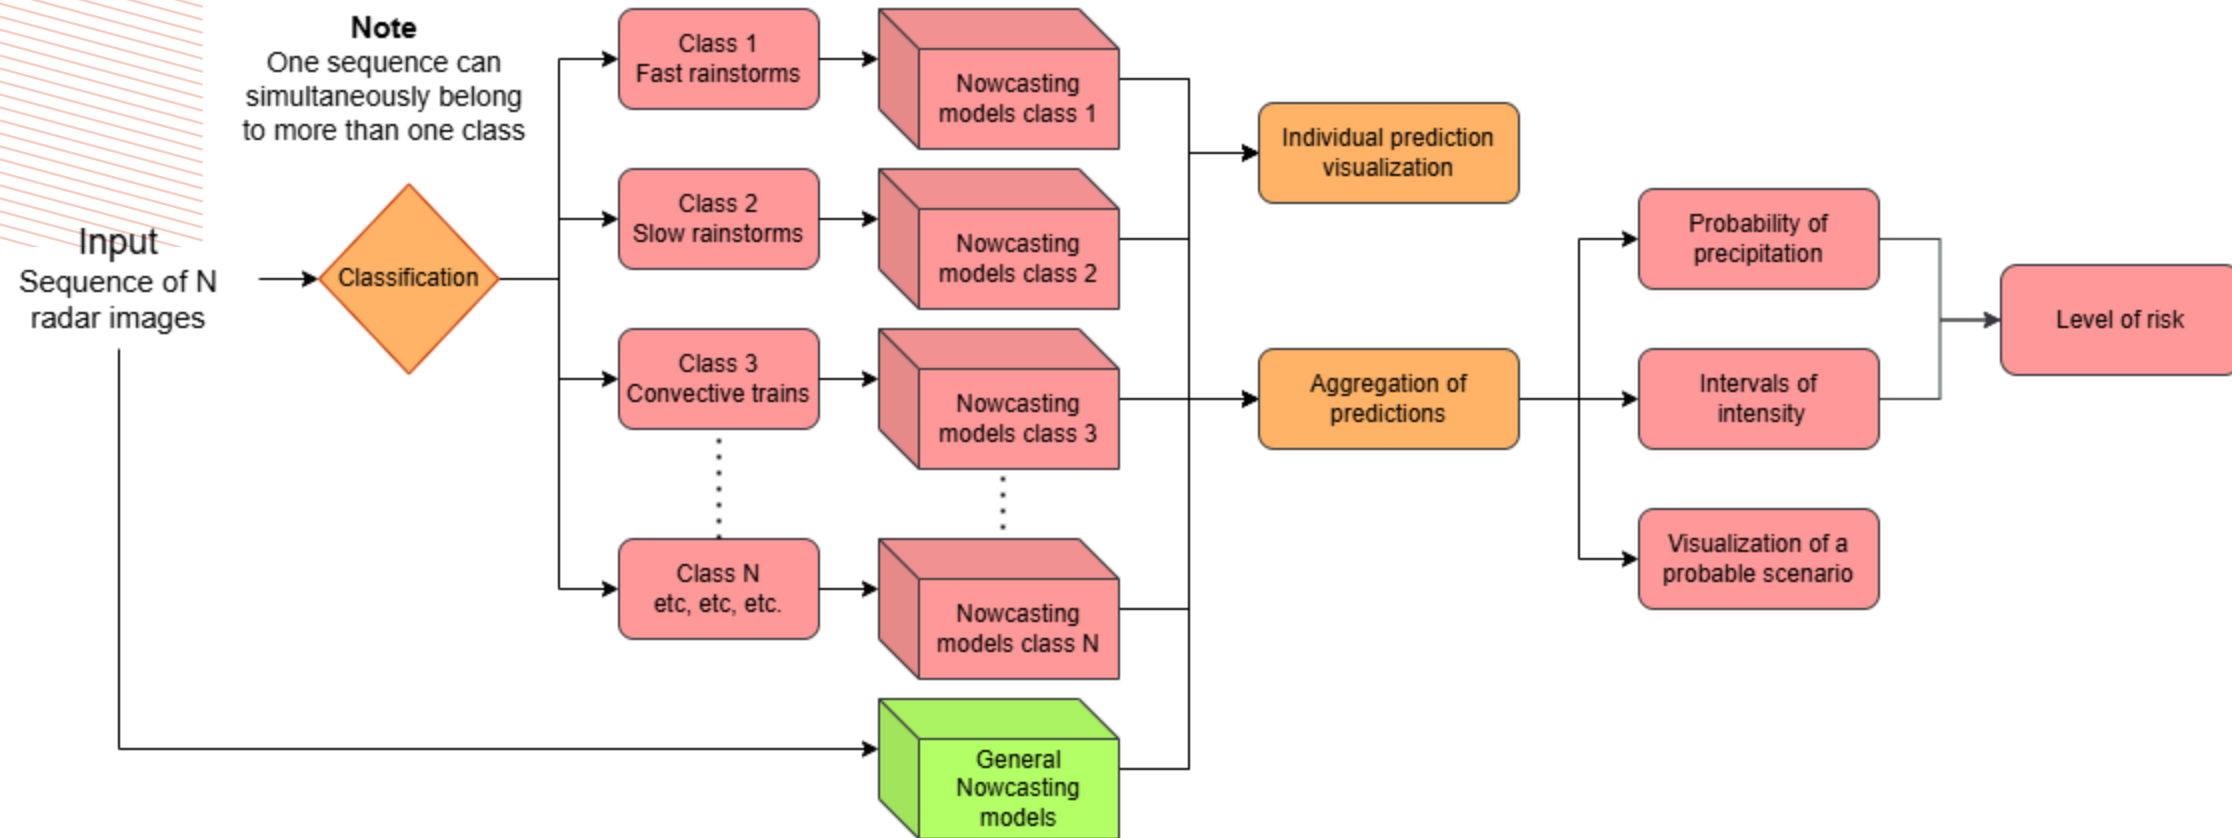 Note
One sequence can
simultaneously belong
to more than one class
Input
Sequence of N
radar images
Classification
Class 1
Fast rainstorms
Class 2
Slow rainstorms
Class 3
Convective trains
Class N
etc, etc, etc.
Nowcasting
models class 1
Nowcasting
models class 2
Nowcasting
models class 3
Nowcasting
models class N
General
Nowcasting
models
Individual prediction
visualization
Aggregation of
predictions
Probability of
precipitation
Intervals of
intensity
Visualization of a
probable scenario
Level of risk